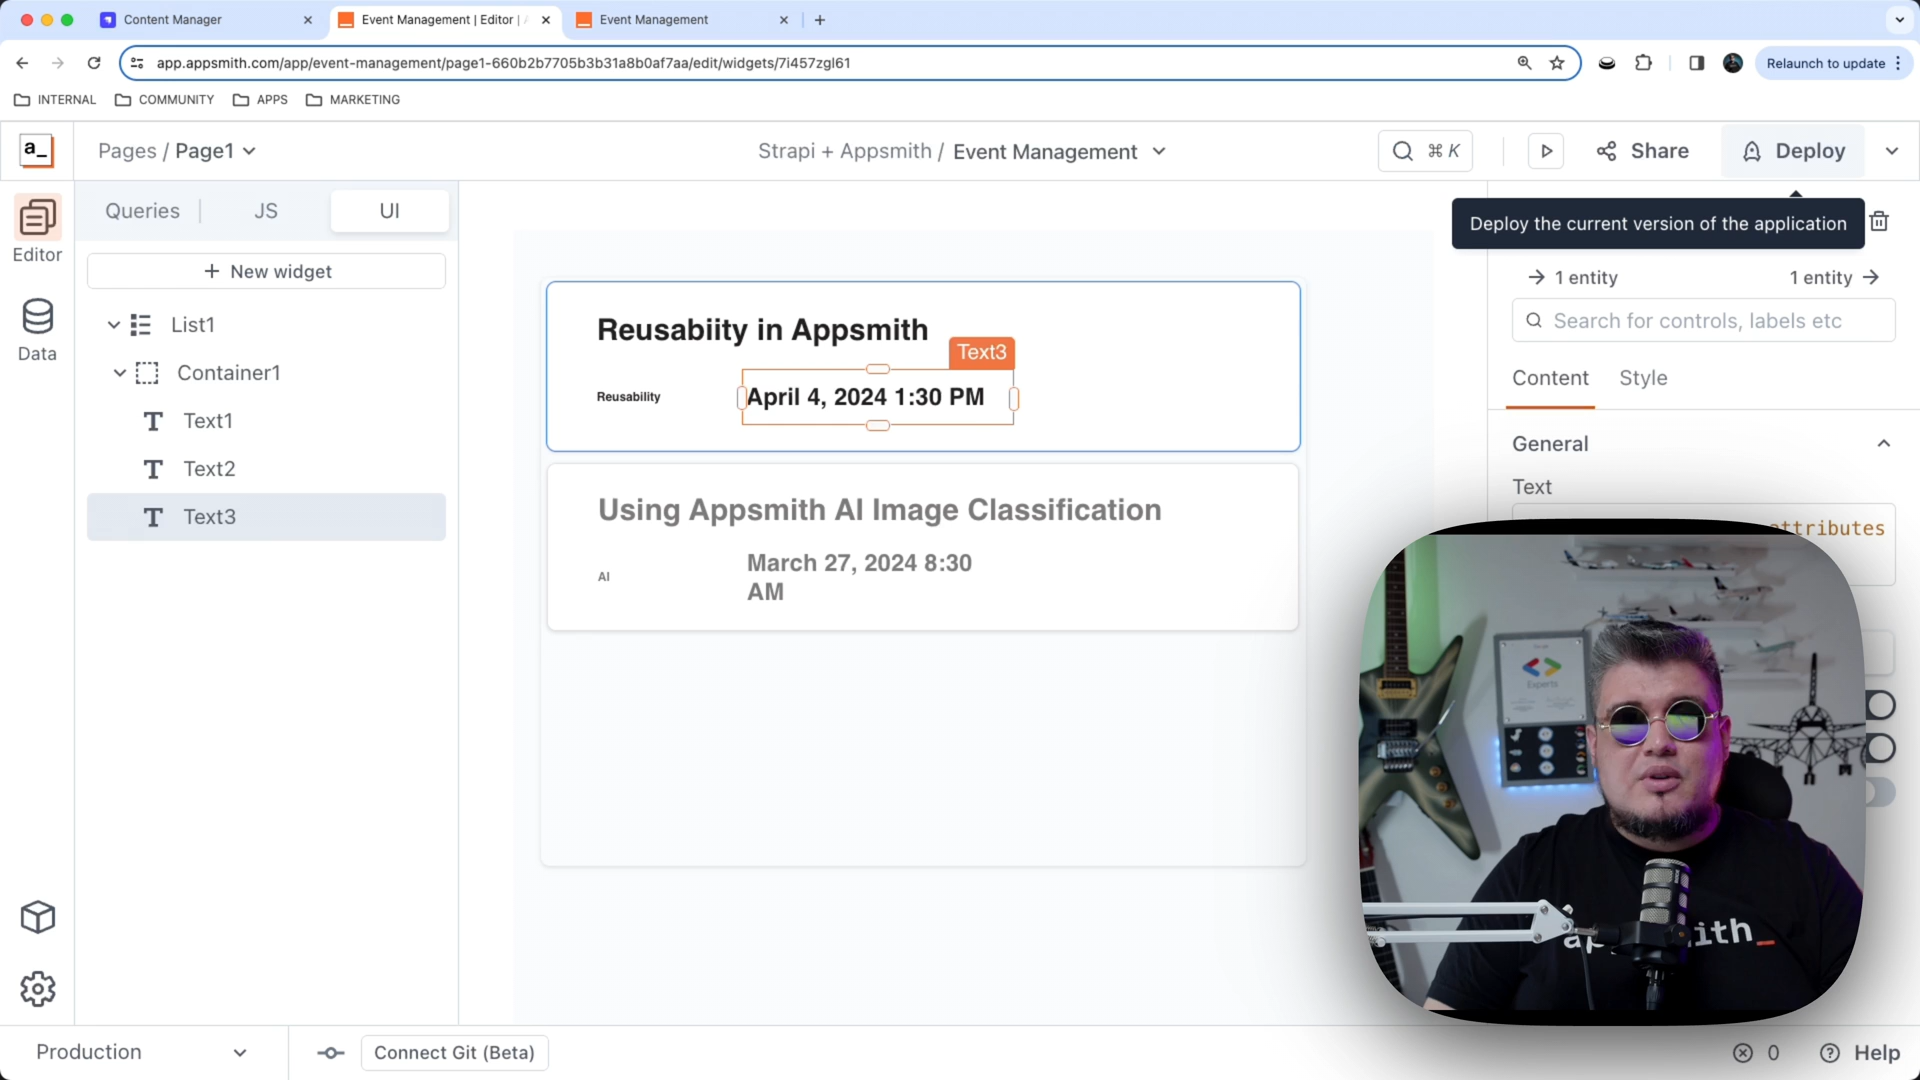 Content Manager
Event Management | Editor |
Event Management
app.appsmith.com/app/event-management/page1-660b2b7705b3b31a8b0af7aa/edit/widgets/7i457zgl61
Relaunch to update
INTERNAL
COMMUNITY
APPS
MARKETING
a_
Pages / Page1
Strapi + Appsmith / Event Management
⌘ K
Share
Deploy
Queries
JS
UI
Deploy the current version of the application
Editor
+ New widget
1 entity
1 entity
List1
Search for controls, labels etc
Reusabiity in Appsmith
Text3
Data
Container1
Content
Style
Reusability
April 4, 2024 1:30 PM
Text1
General
Text2
Text
Text3
Using Appsmith AI Image Classification
attributes
AI
March 27, 2024 8:30
AM
Experts
Production
Connect Git (Beta)
0
Help